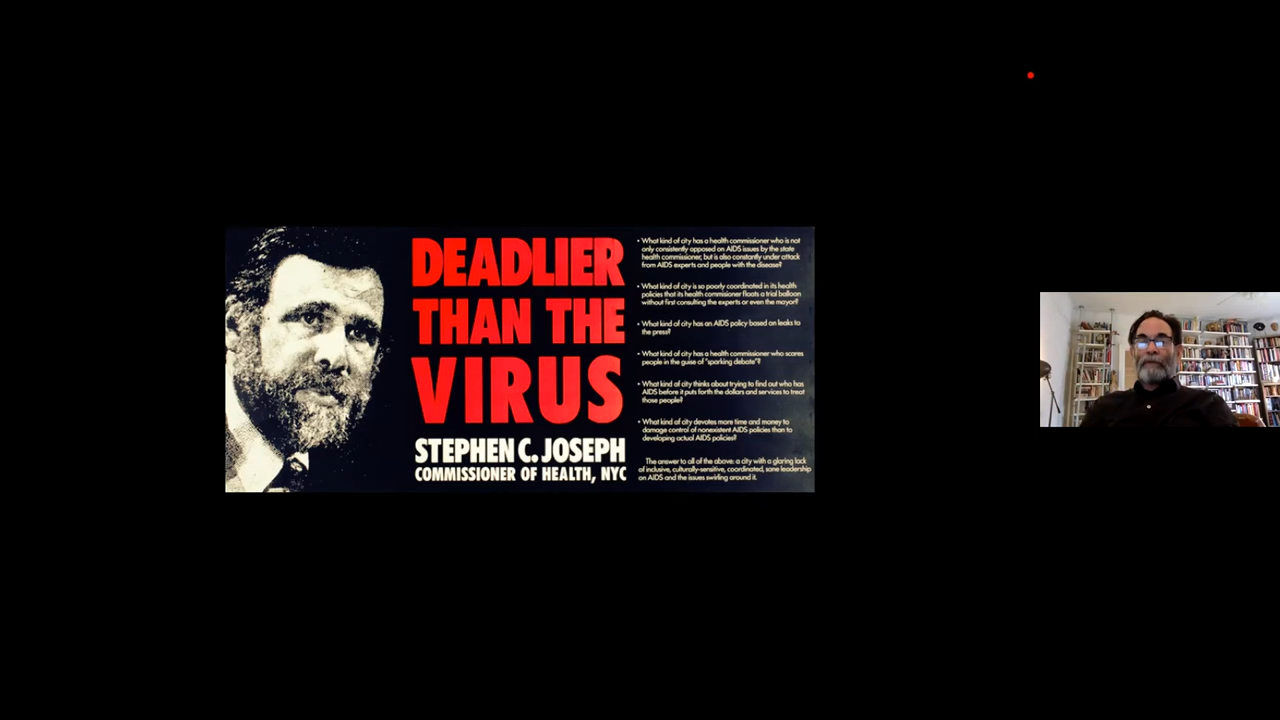 DEADLIER
THAN THE
VIRUS
STEPHEN C. JOSEPH
COMMISSIONER OF HEALTH, NYC
• What kind of city has a health commissioner who is not
only consistently opposed on AIDS issues by the state
health commissioner, but is also constantly under attack
from AIDS experts and people with the disease?
• What kind of city is so poorly coordinated in its health
policies that its health commissioner floats a trial balloon
without first consulting the experts or even the mayor?
• What kind of city has an AIDS policy based on leaks to
the press?
• What kind of city has a health commissioner who scares
people in the guise of "sparking debate"?
• What kind of city thinks about trying to find out who has
AIDS before it puts forth the dollars and services to treat
those people?
• What kind of city devotes more time and money to
damage control of nonexistent AIDS policies than to
developing actual AIDS policies?
The answer to all of the above: a city with a glaring lack
of inclusive, culturally-sensitive, coordinated, sane leadership
on AIDS and the issues swirling around it.